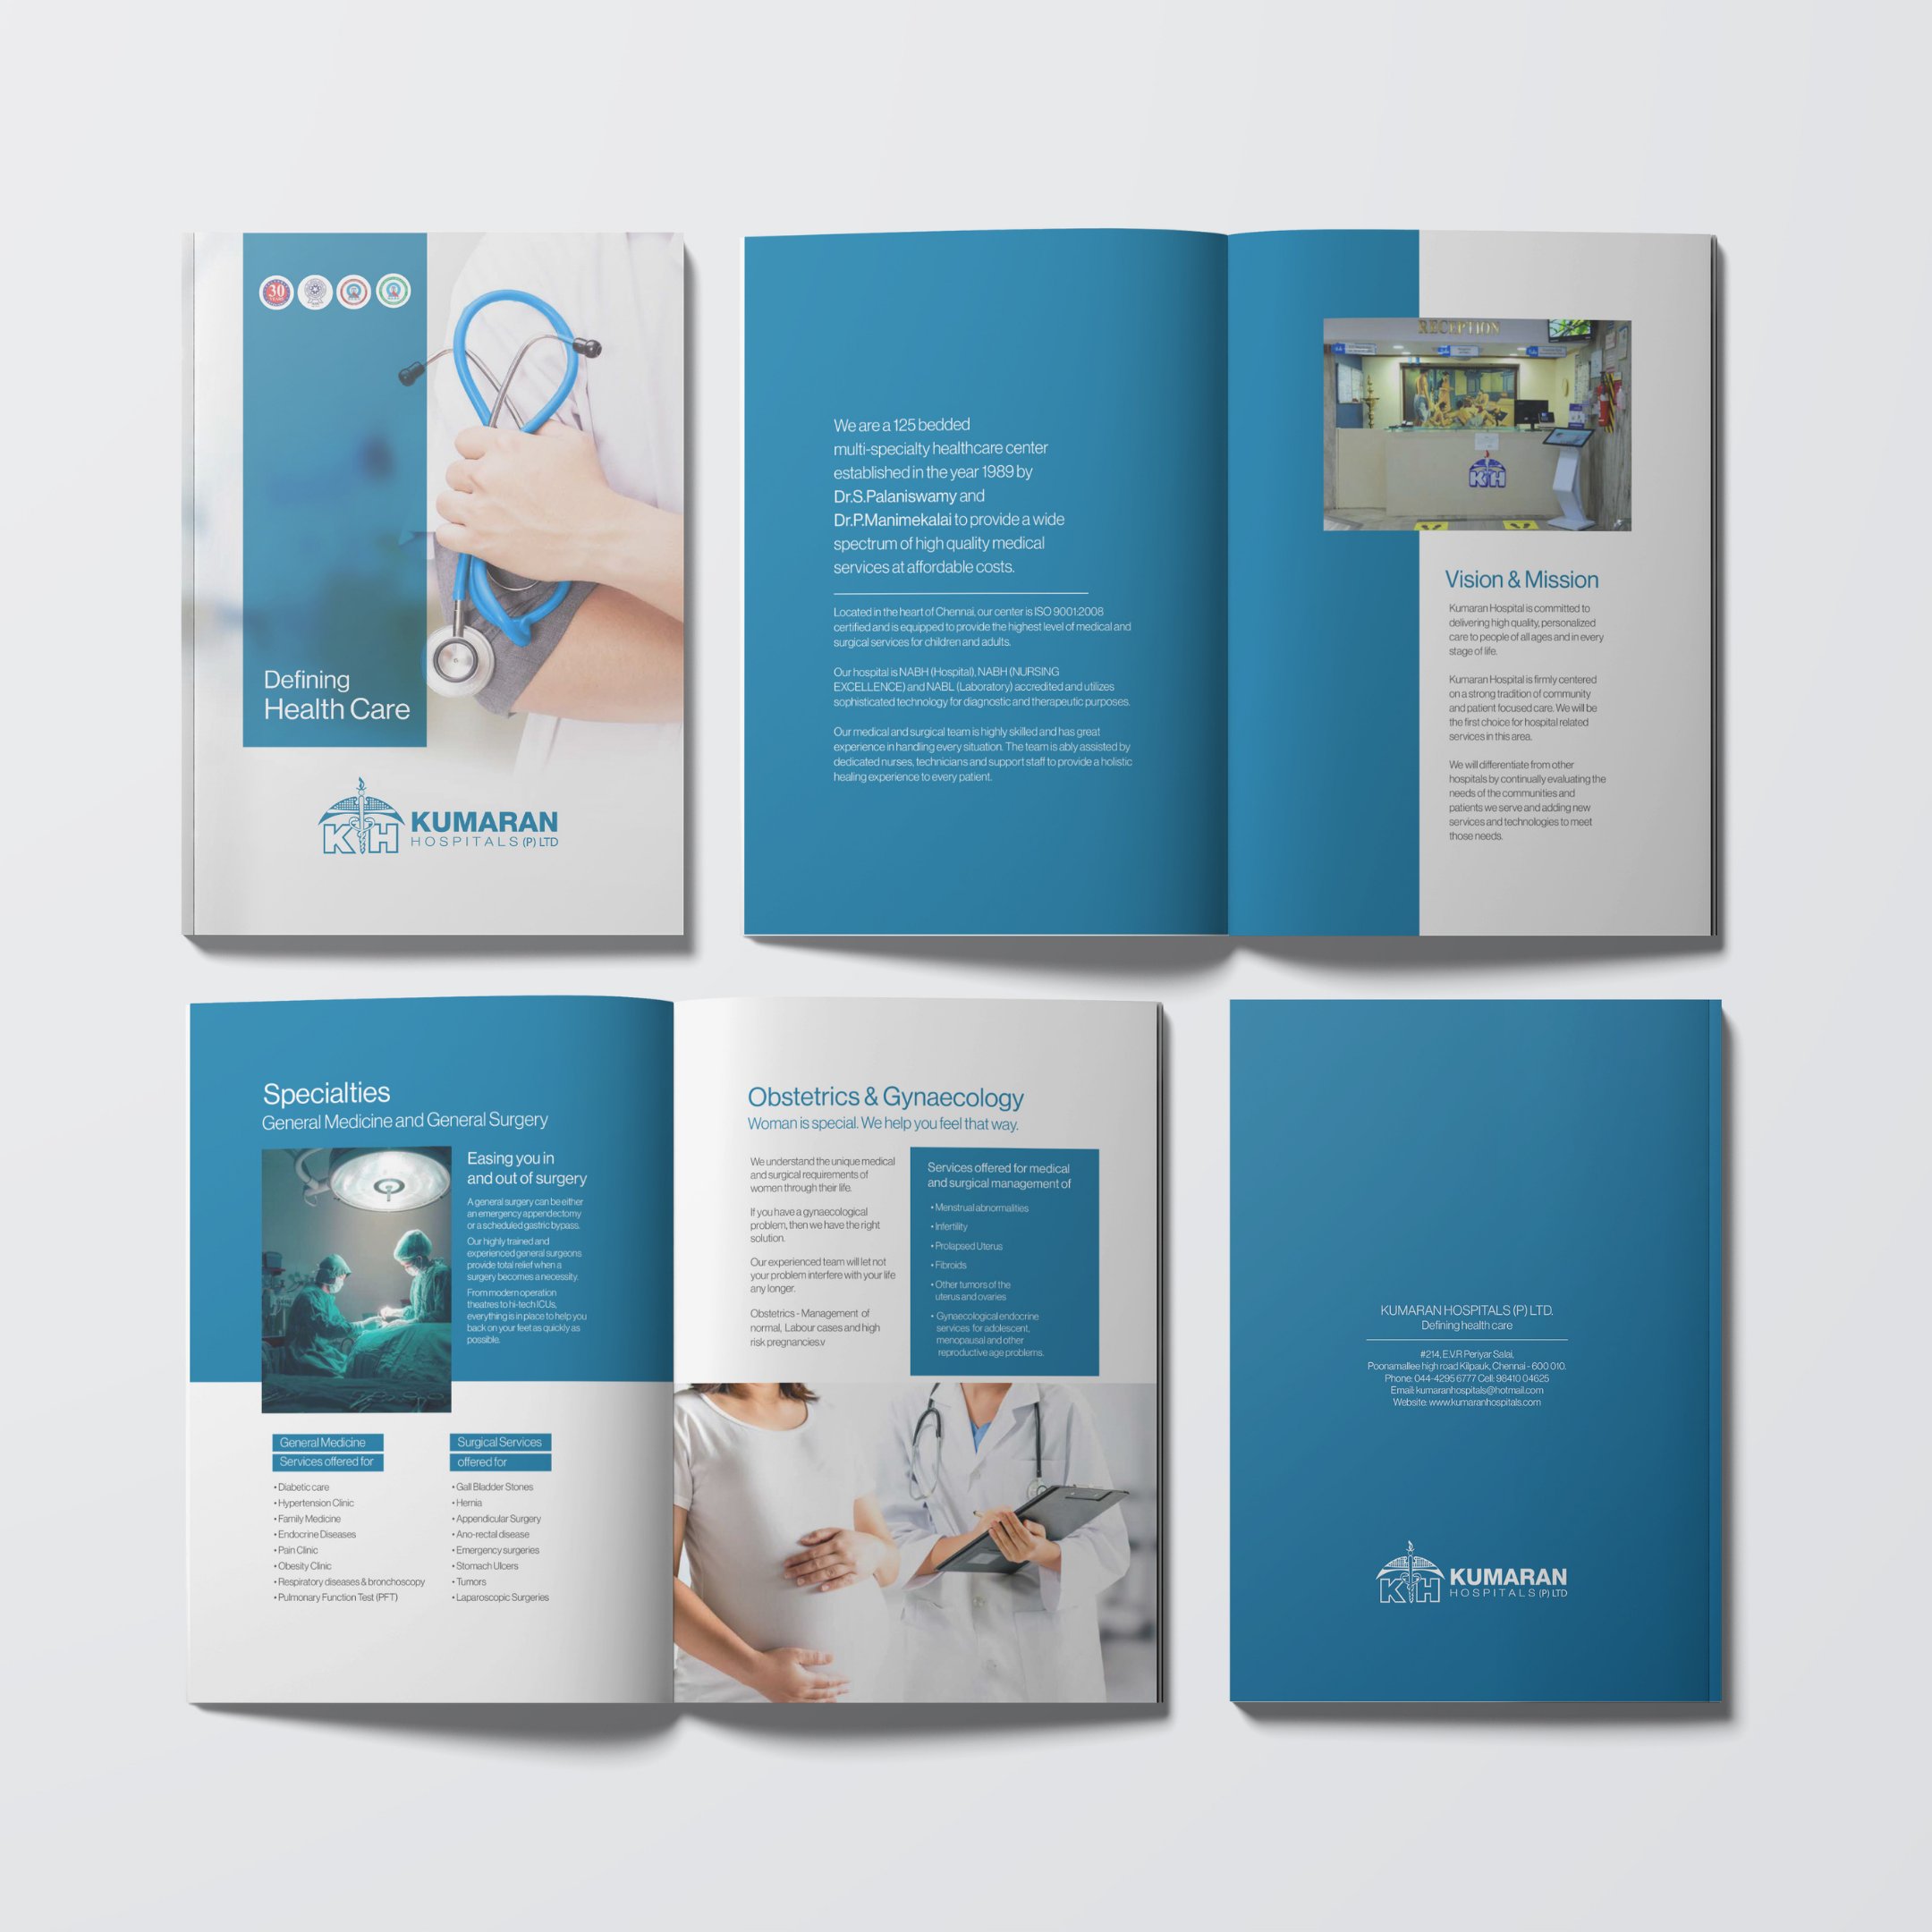 30
YEARS
Defining
Health Care
KH
KUMARAN
HOSPITALS (P) LTD
We are a 125 bedded
multi-specialty healthcare center
established in the year 1989 by
Dr.S.Palaniswamy and
Dr.P.Manimekalai to provide a wide
spectrum of high quality medical
services at affordable costs.
Located in the heart of Chennai, our center is ISO 9001:2008
certified and is equipped to provide the highest level of medical and
surgical services for children and adults.
Our hospital is NABH (Hospital), NABH (NURSING
EXCELLENCE) and NABL (Laboratory) accredited and utilizes
sophisticated technology for diagnostic and therapeutic purposes.
Our medical and surgical team is highly skilled and has great
experience in handling every situation. The team is ably assisted by
dedicated nurses, technicians and support staff to provide a holistic
healing experience to every patient.
RECEPTION
KH
Vision & Mission
Kumaran Hospital is committed to
delivering high quality, personalized
care to people of all ages and in every
stage of life.
Kumaran Hospital is firmly centered
on a strong tradition of community
and patient focused care. We will be
the first choice for hospital related
services in this area.
We will differentiate from other
hospitals by continually evaluating the
needs of the communities and
patients we serve and adding new
services and technologies to meet
those needs.
Specialties
General Medicine and General Surgery
Easing you in
and out of surgery
A general surgery can be either
an emergency appendectomy
or a scheduled gastric bypass.
Our highly trained and
experienced general surgeons
provide total relief when a
surgery becomes a necessity.
From modern operation
theatres to hi-tech ICUs,
everything is in place to help you
back on your feet as quickly as
possible.
General Medicine
Services offered for
• Diabetic care
• Hypertension Clinic
• Family Medicine
• Endocrine Diseases
• Pain Clinic
• Obesity Clinic
• Respiratory diseases & bronchoscopy
• Pulmonary Function Test (PFT)
Surgical Services
offered for
• Gall Bladder Stones
• Hernia
• Appendicular Surgery
• Ano-rectal disease
• Emergency surgeries
• Stomach Ulcers
• Tumors
• Laparoscopic Surgeries
Obstetrics & Gynaecology
Woman is special. We help you feel that way.
We understand the unique medical
and surgical requirements of
women through their life.
If you have a gynaecological
problem, then we have the right
solution.
Our experienced team will let not
your problem interfere with your life
any longer.
Obstetrics - Management of
normal, Labour cases and high
risk pregnancies.v
Services offered for medical
and surgical management of
• Menstrual abnormalities
• Infertility
• Prolapsed Uterus
• Fibroids
• Other tumors of the
uterus and ovaries
• Gynaecological endocrine
services for adolescent,
menopausal and other
reproductive age problems.
KUMARAN HOSPITALS (P) LTD.
Defining health care
#214, E.V.R Periyar Salai,
Poonamallee high road Kilpauk, Chennai - 600 010.
Phone: 044-4295 6777 Cell: 98410 04625
Email: kumaranhospitals@hotmail.com
Website: www.kumaranhospitals.com
KH
KUMARAN
HOSPITALS (P) LTD